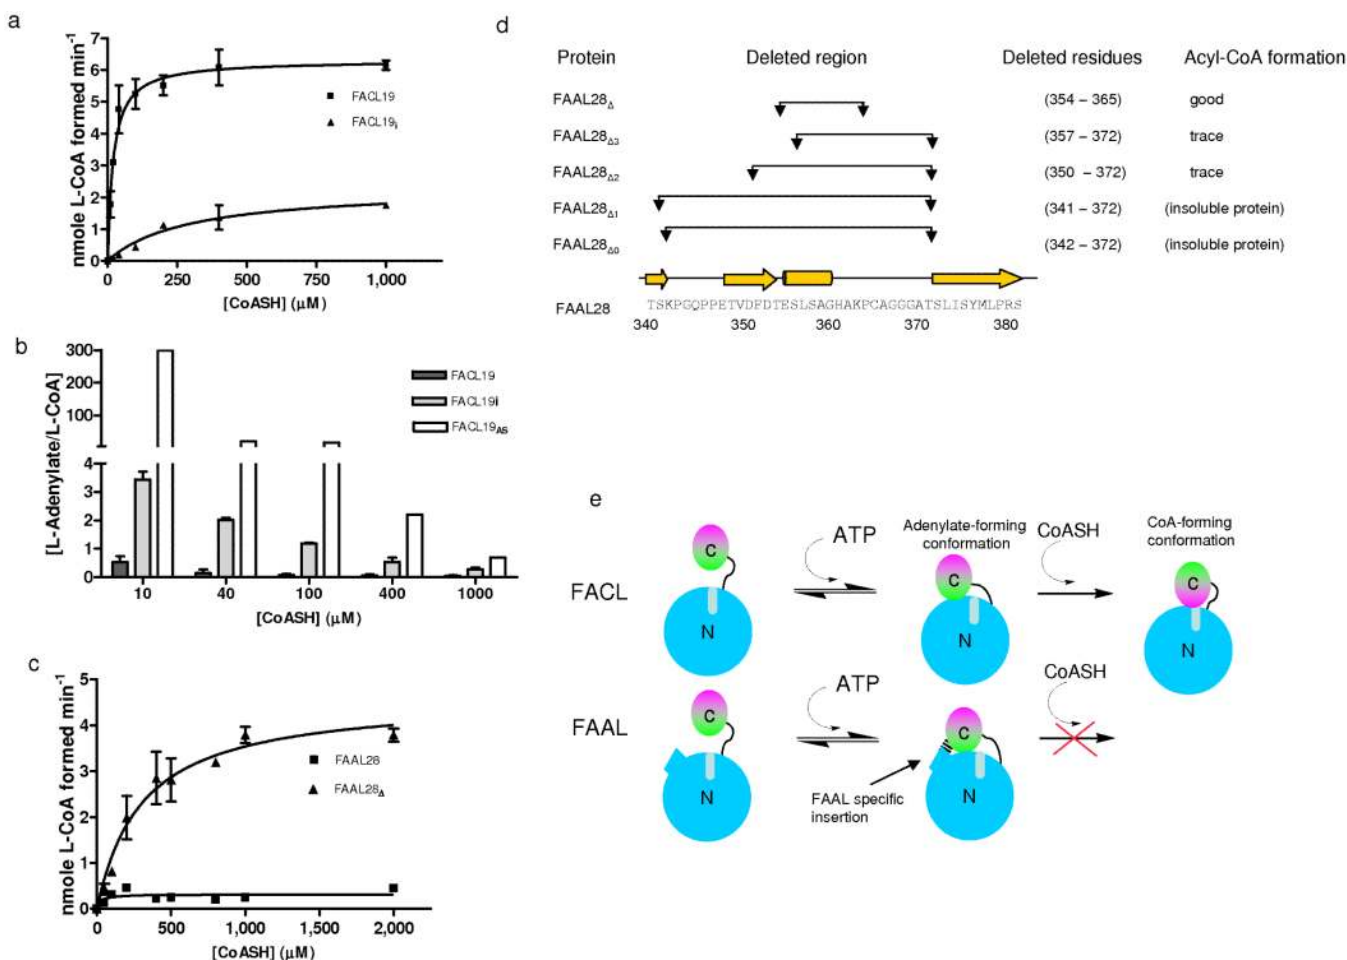 a
nmole L-CoA formed min-1
7
6
5
4
3
2
1
0
FACL19
FACL19i
0 250 500 750 1,000
[CoASH] (μM)
b
[L-Adenylate/L-CoA]
300
200
100
4
3
2
1
0
FACL19
FACL19i
FACL19AS
10 40 100 400 1000
[CoASH] (μM)
c
nmole L-CoA formed min-1
5
4
3
2
1
0
FAAL28
FAAL28Δ
0 500 1,000 1,500 2,000
[CoASH] (μM)
d
Protein Deleted region Deleted residues Acyl-CoA formation
FAAL28Δ (354 – 365) good
FAAL28Δ3 (357 – 372) trace
FAAL28Δ2 (350 – 372) trace
FAAL28Δ1 (341 – 372) (insoluble protein)
FAAL28Δ0 (342 – 372) (insoluble protein)
FAAL28 TSKPGQPPETVDFDTESLSAGHAKPCAGGGATSLISYMLPRS
340 350 360 370 380
e
FACL
C
N
ATP
Adenylate-forming
conformation
C
N
CoASH
CoA-forming
conformation
C
N
FAAL
C
N
ATP
C
N
CoASH
FAAL specific
insertion